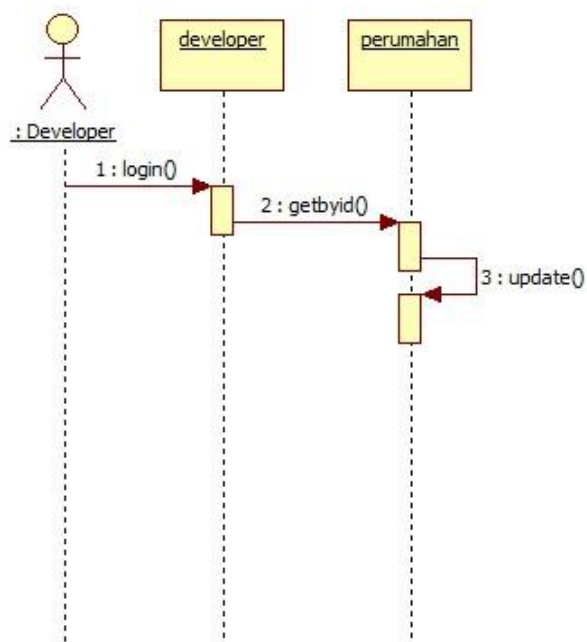 developer
perumahan
: Developer
1 : login()
2 : getbyid()
3 : update()